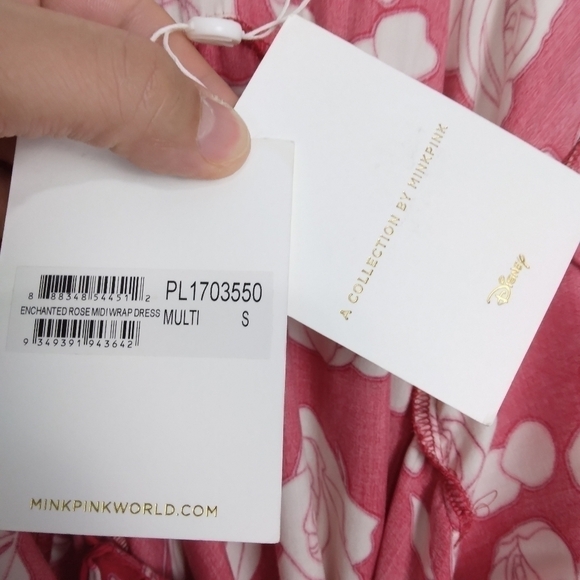 8 88348 54451 2
PL1703550
ENCHANTED ROSE MIDI WRAP DRESS
MULTI S
9 349391 943642
MINKPINKWORLD.COM
A COLLECTION BY MINKPINK
Disney